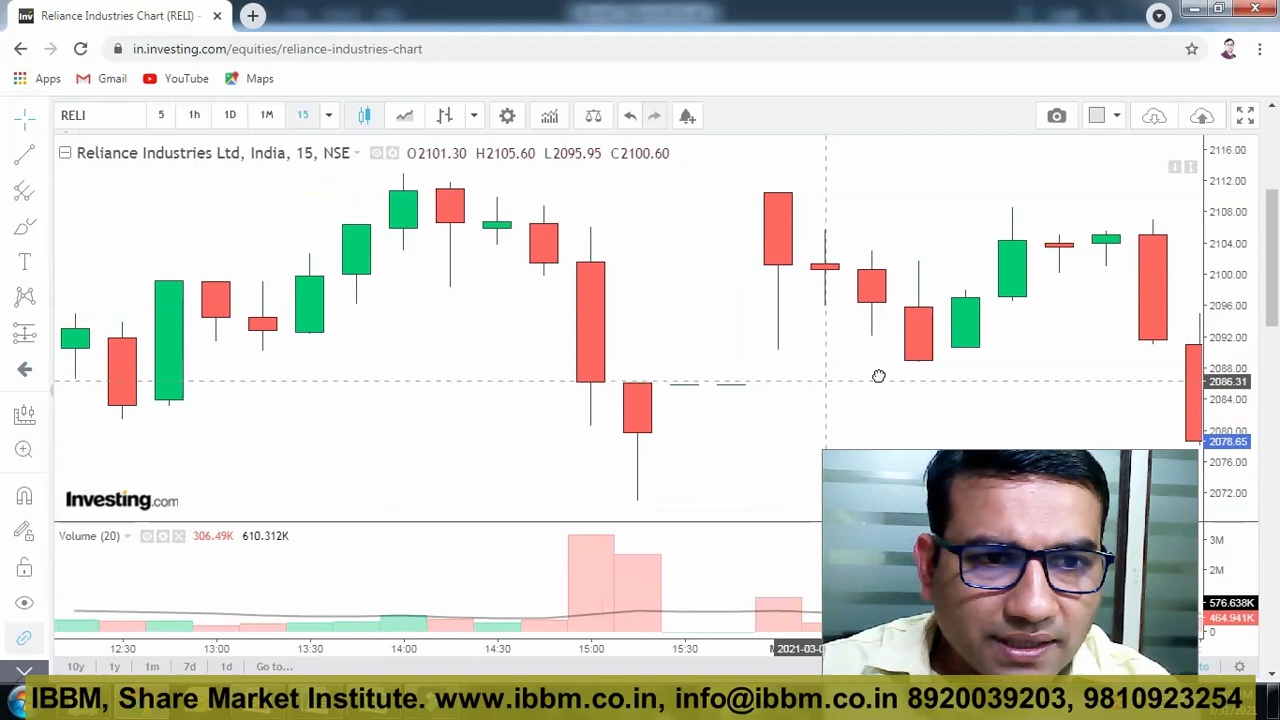 Reliance Industries Chart (RELI) -
in.investing.com/equities/reliance-industries-chart
Apps Gmail YouTube Maps
RELI 5 1h 1D 1M 15
Reliance Industries Ltd, India, 15, NSE O2101.30 H2105.60 L2095.95 C2100.60
2116.00
2112.00
2108.00
2104.00
2100.00
2096.00
2092.00
2088.00
2086.31
2084.00
2080.00
2078.65
2076.00
2072.00
Investing.com
Volume (20) 306.49K 610.312K
3M
2M
576.638K
464.941K
0
12:30 13:00 13:30 14:00 14:30 15:00 15:30
10y 1y 1m 7d 1d Go to...
IBBM, Share Market Institute. www.ibbm.co.in, info@ibbm.co.in 8920039203, 9810923254